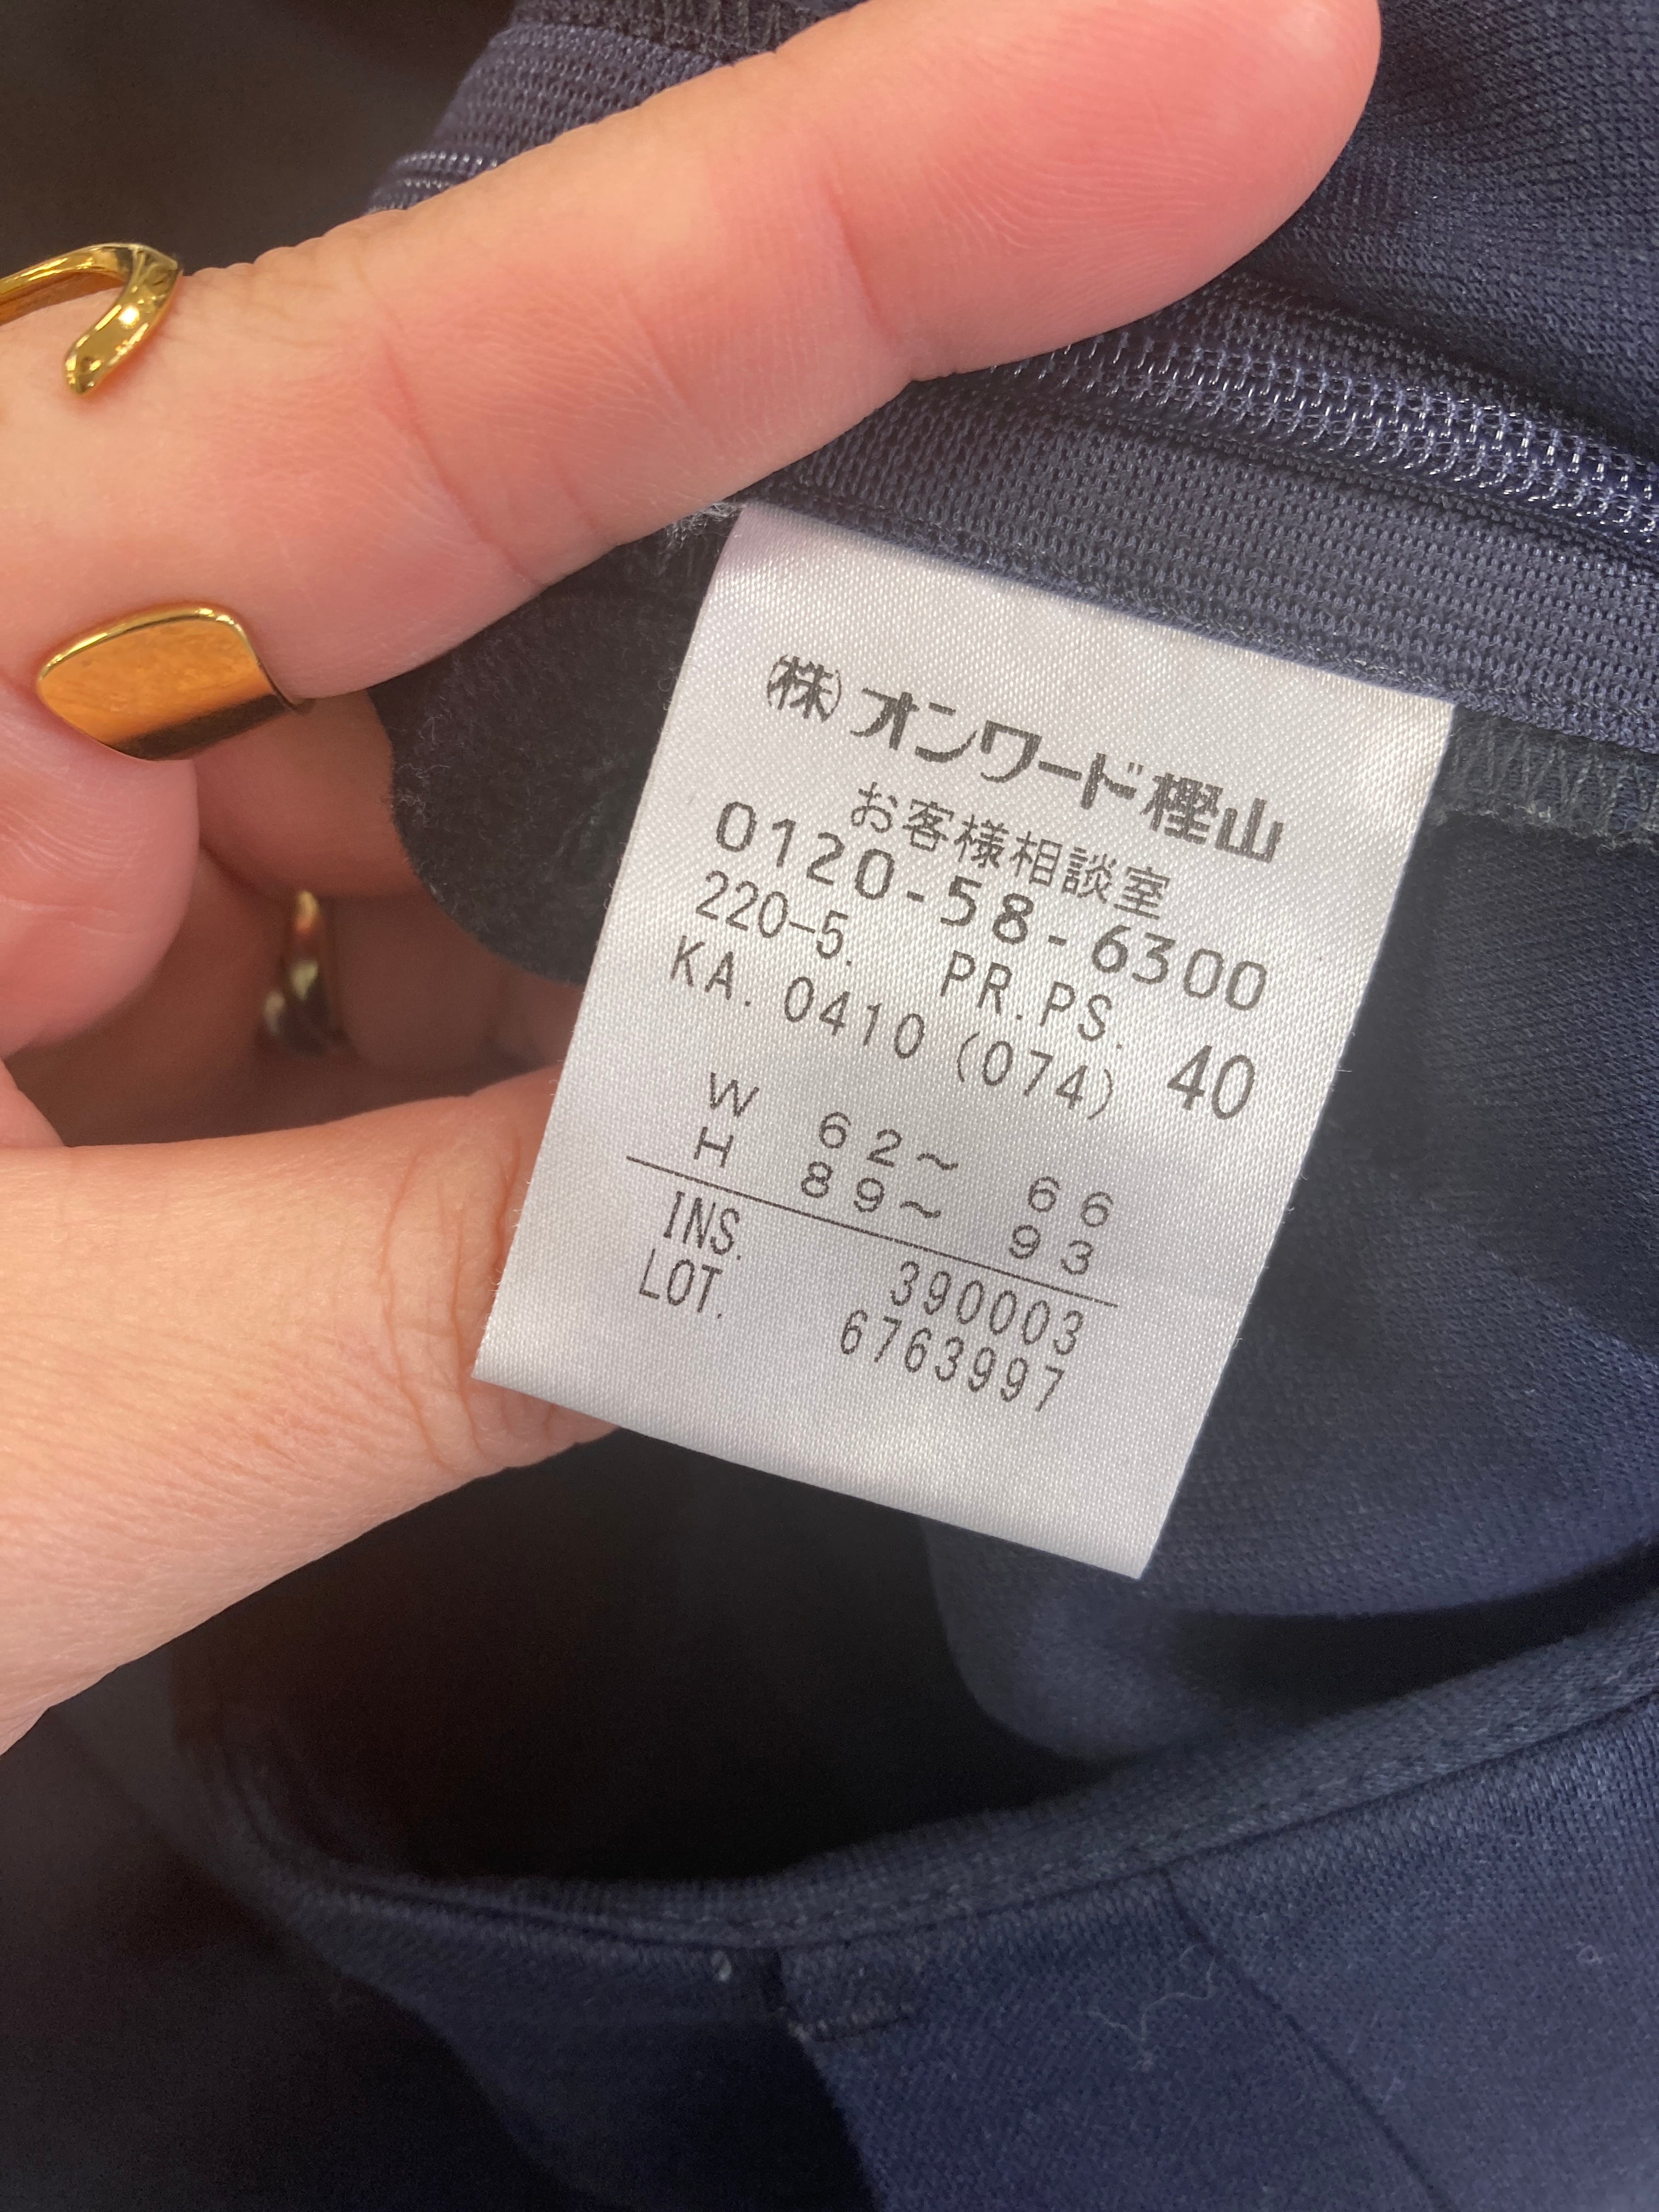 ㈱オンワード樫山
お客様相談室
0120-58-6300
220-5. PR.PS.
KA. 0410 (074) 40
W 62～ 66
H 89～ 93
INS. 390003
LOT. 6763997